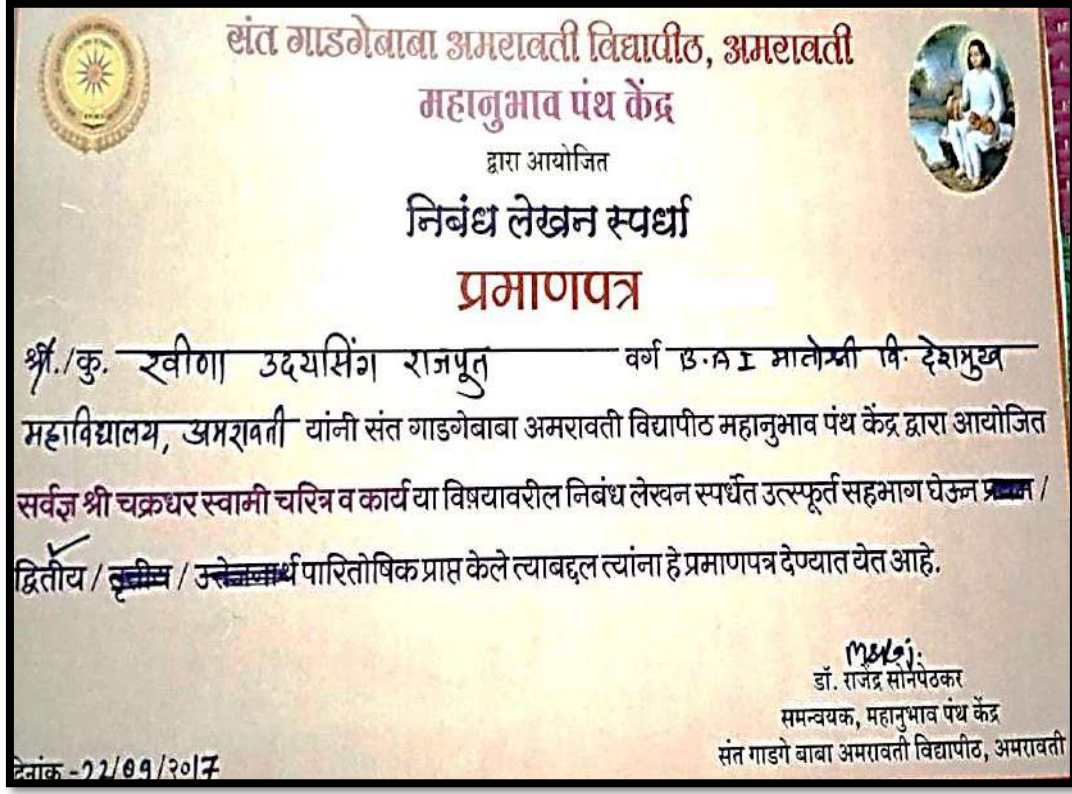 संत गाडगेबाबा अमरावती विद्यापीठ, अमरावती
महानुभाव पंथ केंद्र
द्वारा आयोजित
निबंध लेखन स्पर्धा
प्रमाणपत्र
श्री./कु. रवीणा उदयसिंग राजपूत वर्ग B.A I मातोश्री वि. देशमुख
महाविद्यालय, अमरावती यांनी संत गाडगेबाबा अमरावती विद्यापीठ महानुभाव पंथ केंद्र द्वारा आयोजित
सर्वज्ञ श्री चक्रधर स्वामी चरित्र व कार्य या विषयावरील निबंध लेखन स्पर्धेत उत्स्फूर्त सहभाग घेऊन प्रथम /
द्वितीय / तृतीय / उत्तेजनार्थ पारितोषिक प्राप्त केले त्याबद्दल त्यांना हे प्रमाणपत्र देण्यात येत आहे.
डॉ. राजेंद्र सोनपेठकर
समन्वयक, महानुभाव पंथ केंद्र
संत गाडगे बाबा अमरावती विद्यापीठ, अमरावती
दिनांक -22/09/2017